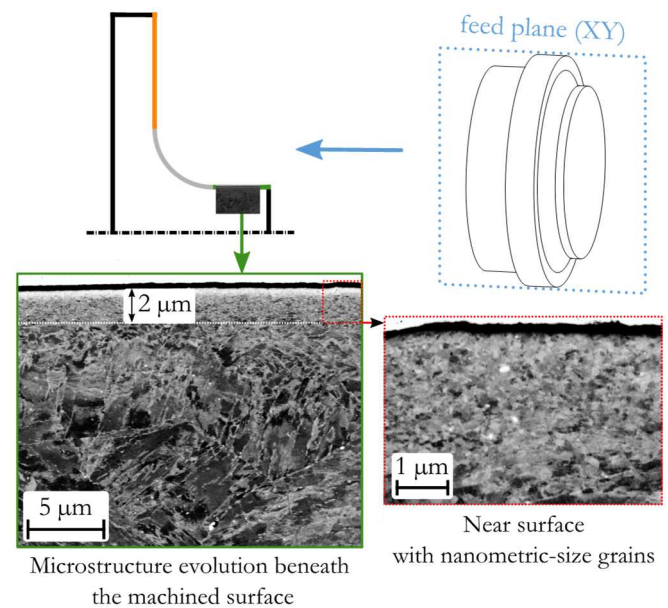 feed plane (XY)
2 μm
5 μm
1 μm
Near surface
with nanometric-size grains
Microstructure evolution beneath
the machined surface